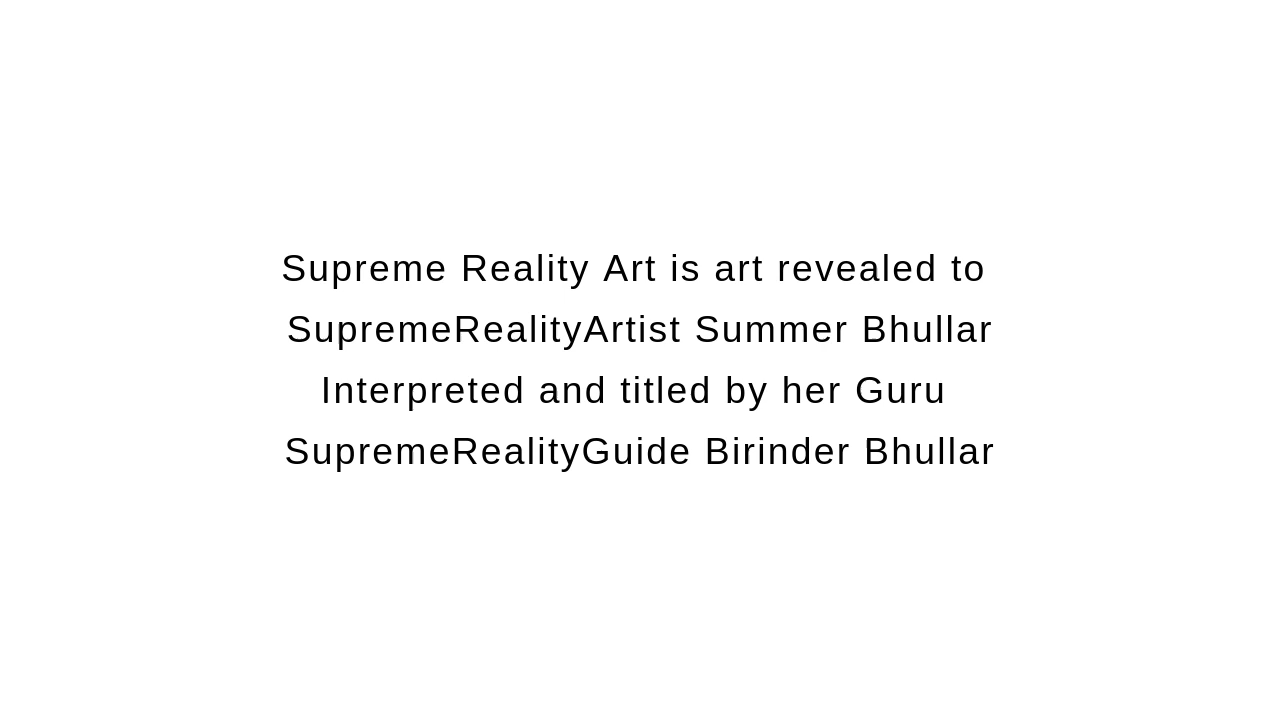 Supreme Reality Art is art revealed to
SupremeRealityArtist Summer Bhullar
Interpreted and titled by her Guru
SupremeRealityGuide Birinder Bhullar